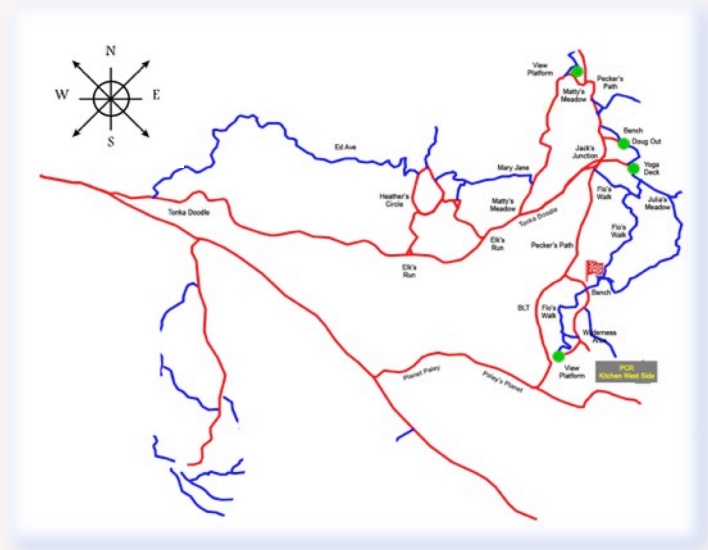 N
W
E
S
View
Platform
Pecker's
Path
Matty's
Meadow
Bench
Doug Out
Jack's
Junction
Yoga
Deck
Ed Ave
Mary Jane
Heather's
Circle
Matty's
Meadow
Flo's
Walk
Julia's
Meadow
Tonka Doodle
Tonka Doodle
Elk's
Run
Elk's
Run
Pecker's Path
Flo's
Walk
Bench
BLT
Flo's
Walk
Wilderness
Area
View
Platform
PCR
Kitchen West Side
Planet Paley
Paley's Planet